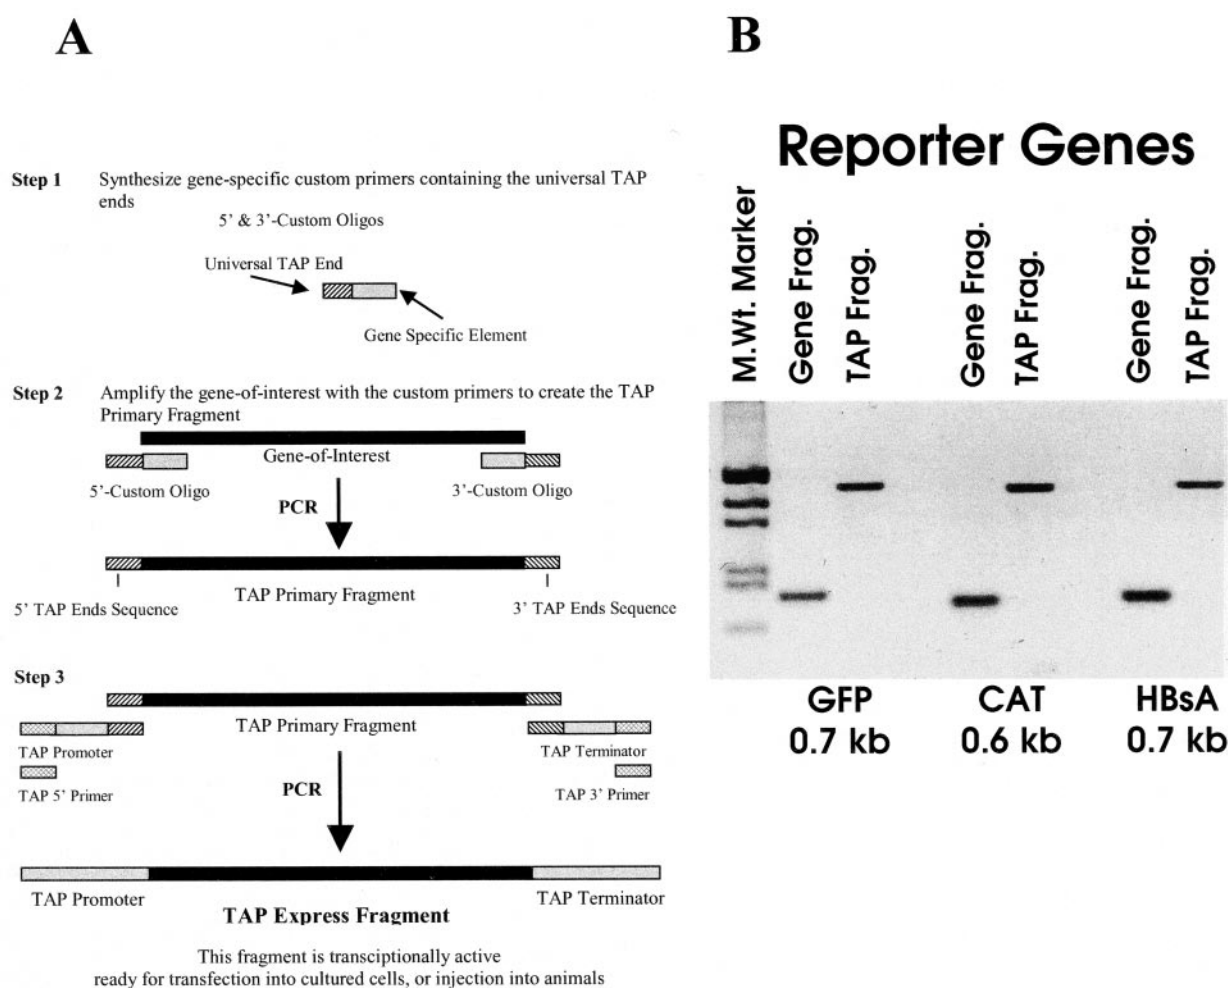 A
Step 1 Synthesize gene-specific custom primers containing the universal TAP
ends
5' & 3'-Custom Oligos
Universal TAP End
Gene Specific Element
Step 2 Amplify the gene-of-interest with the custom primers to create the TAP
Primary Fragment
Gene-of-Interest
5'-Custom Oligo
3'-Custom Oligo
PCR
TAP Primary Fragment
5' TAP Ends Sequence
3' TAP Ends Sequence
Step 3
TAP Primary Fragment
TAP Promoter
TAP Terminator
TAP 5' Primer
TAP 3' Primer
PCR
TAP Promoter
TAP Terminator
TAP Express Fragment
This fragment is transciptionally active
ready for transfection into cultured cells, or injection into animals
B
Reporter Genes
M.Wt. Marker
Gene Frag.
TAP Frag.
Gene Frag.
TAP Frag.
Gene Frag.
TAP Frag.
GFP
0.7 kb
CAT
0.6 kb
HBsA
0.7 kb